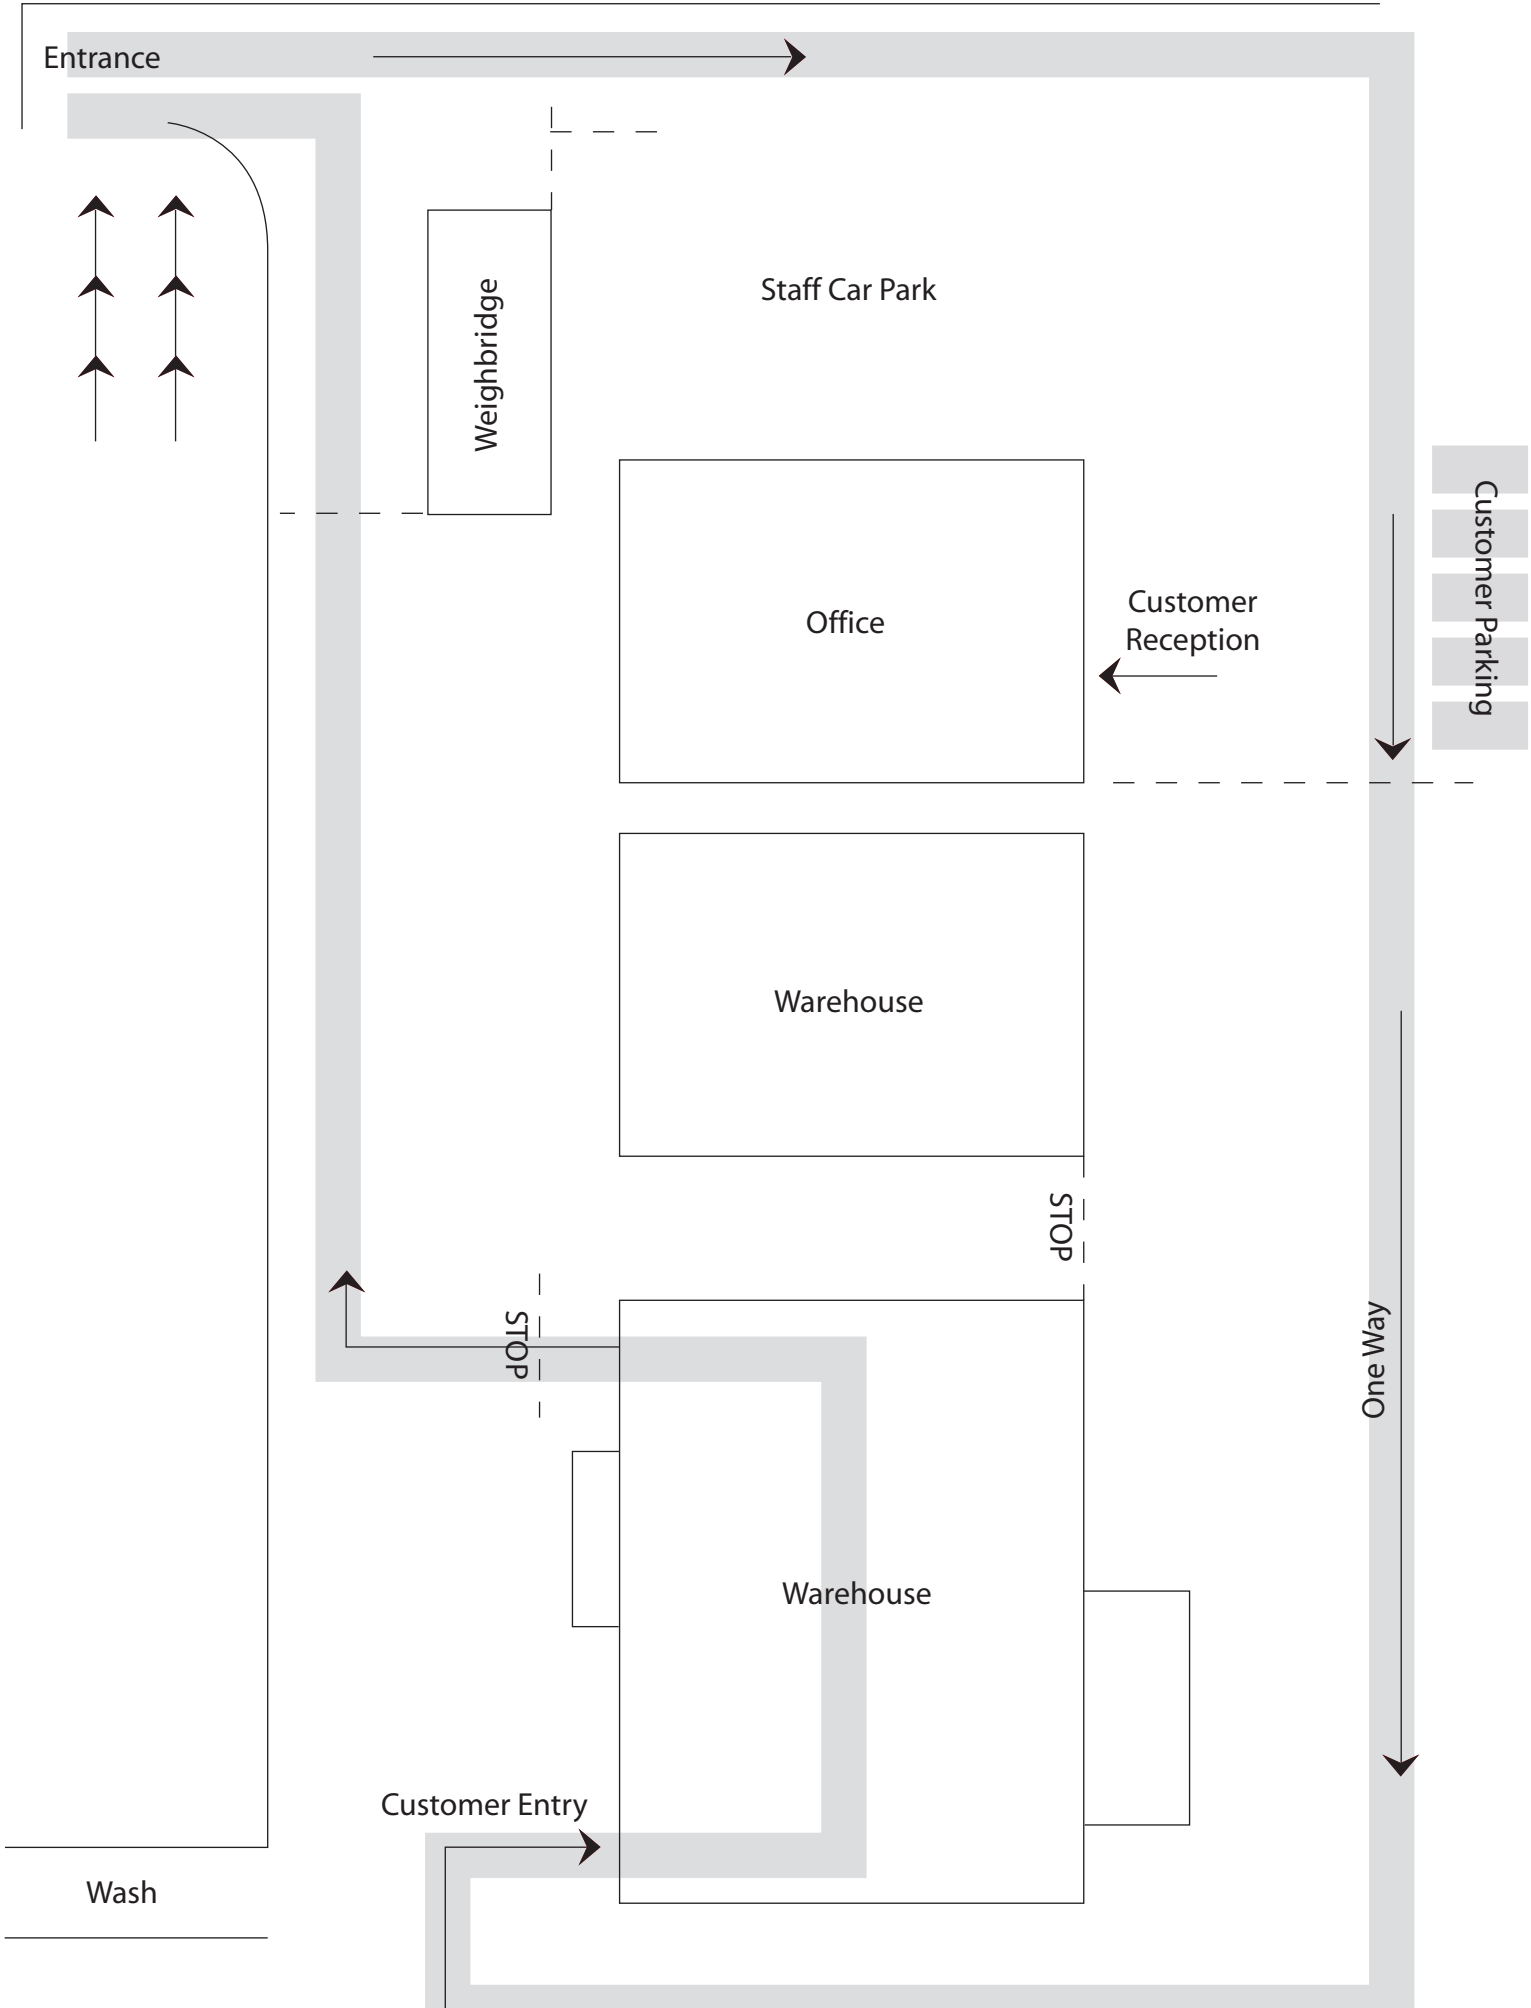 Entrance
Weighbridge
Staff Car Park
Customer Parking
Office
Customer
Reception
Warehouse
STOP
STOP
One Way
Warehouse
Customer Entry
Wash